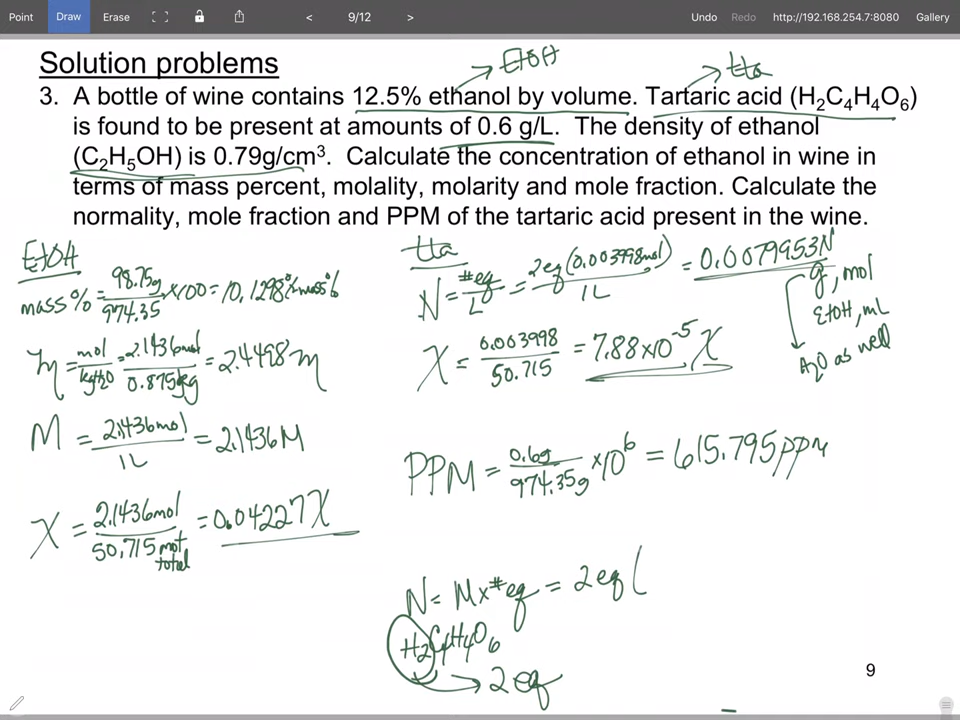 Point Draw Erase < 9/12 > Undo Redo http://192.168.254.7:8080 Gallery
Solution problems
EtOH
tta
3. A bottle of wine contains 12.5% ethanol by volume. Tartaric acid (H₂C₄H₄O₆)
is found to be present at amounts of 0.6 g/L. The density of ethanol
(C₂H₅OH) is 0.79g/cm³. Calculate the concentration of ethanol in wine in
terms of mass percent, molality, molarity and mole fraction. Calculate the
normality, mole fraction and PPM of the tartaric acid present in the wine.
EtOH
mass % = 98.75g / 974.35 × 100 = 10.1298% mass%
m = mol / kg H₂O = 2.1436mol / 0.875kg = 2.4498 m
M = 2.1436mol / 1L = 2.1436M
X = 2.1436mol / 50.715 mol total = 0.04227 X
tta
N = #eq / L = 2eq(0.003998mol) / 1L = 0.0079953N
g, mol
EtOH, mL
H₂O as well
X = 0.003998 / 50.715 = 7.88×10⁻⁵ X
PPM = 0.6g / 974.35g × 10⁶ = 615.795ppm
N = M×#eq = 2eq(
H₂C₄H₄O₆
→ 2 eq
9